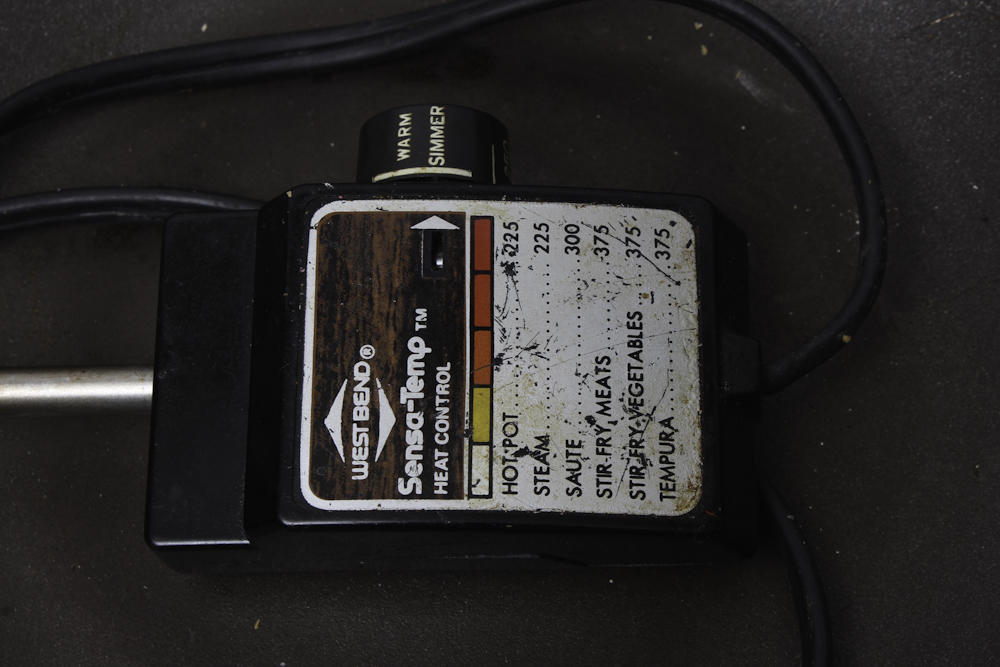 WARM
SIMMER
WEST BEND®
Sensa-Temp™
HEAT CONTROL
HOT POT........225
STEAM............225
SAUTE............300
STIR-FRY MEATS....375
STIR-FRY VEGETABLES..375
TEMPURA..........375